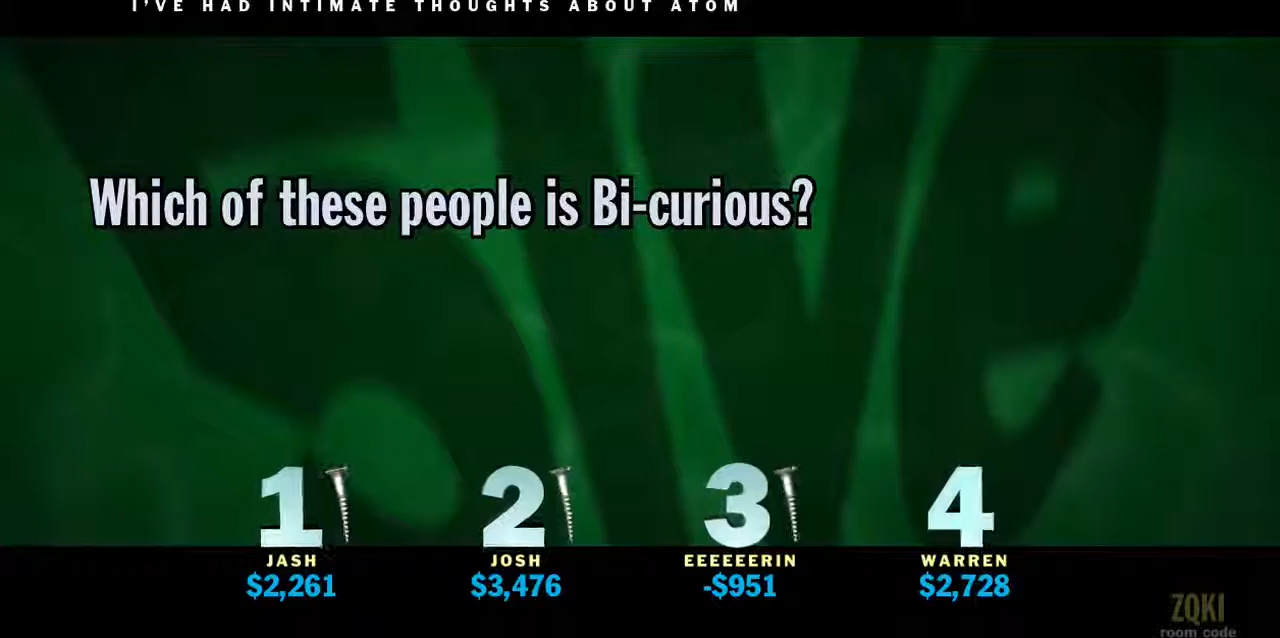 I'VE HAD INTIMATE THOUGHTS ABOUT ATOM
Which of these people is Bi-curious?
1 2 3 4
JASH JOSH EEEEEERIN WARREN
$2,261 $3,476 -$951 $2,728
ZQKI
room code